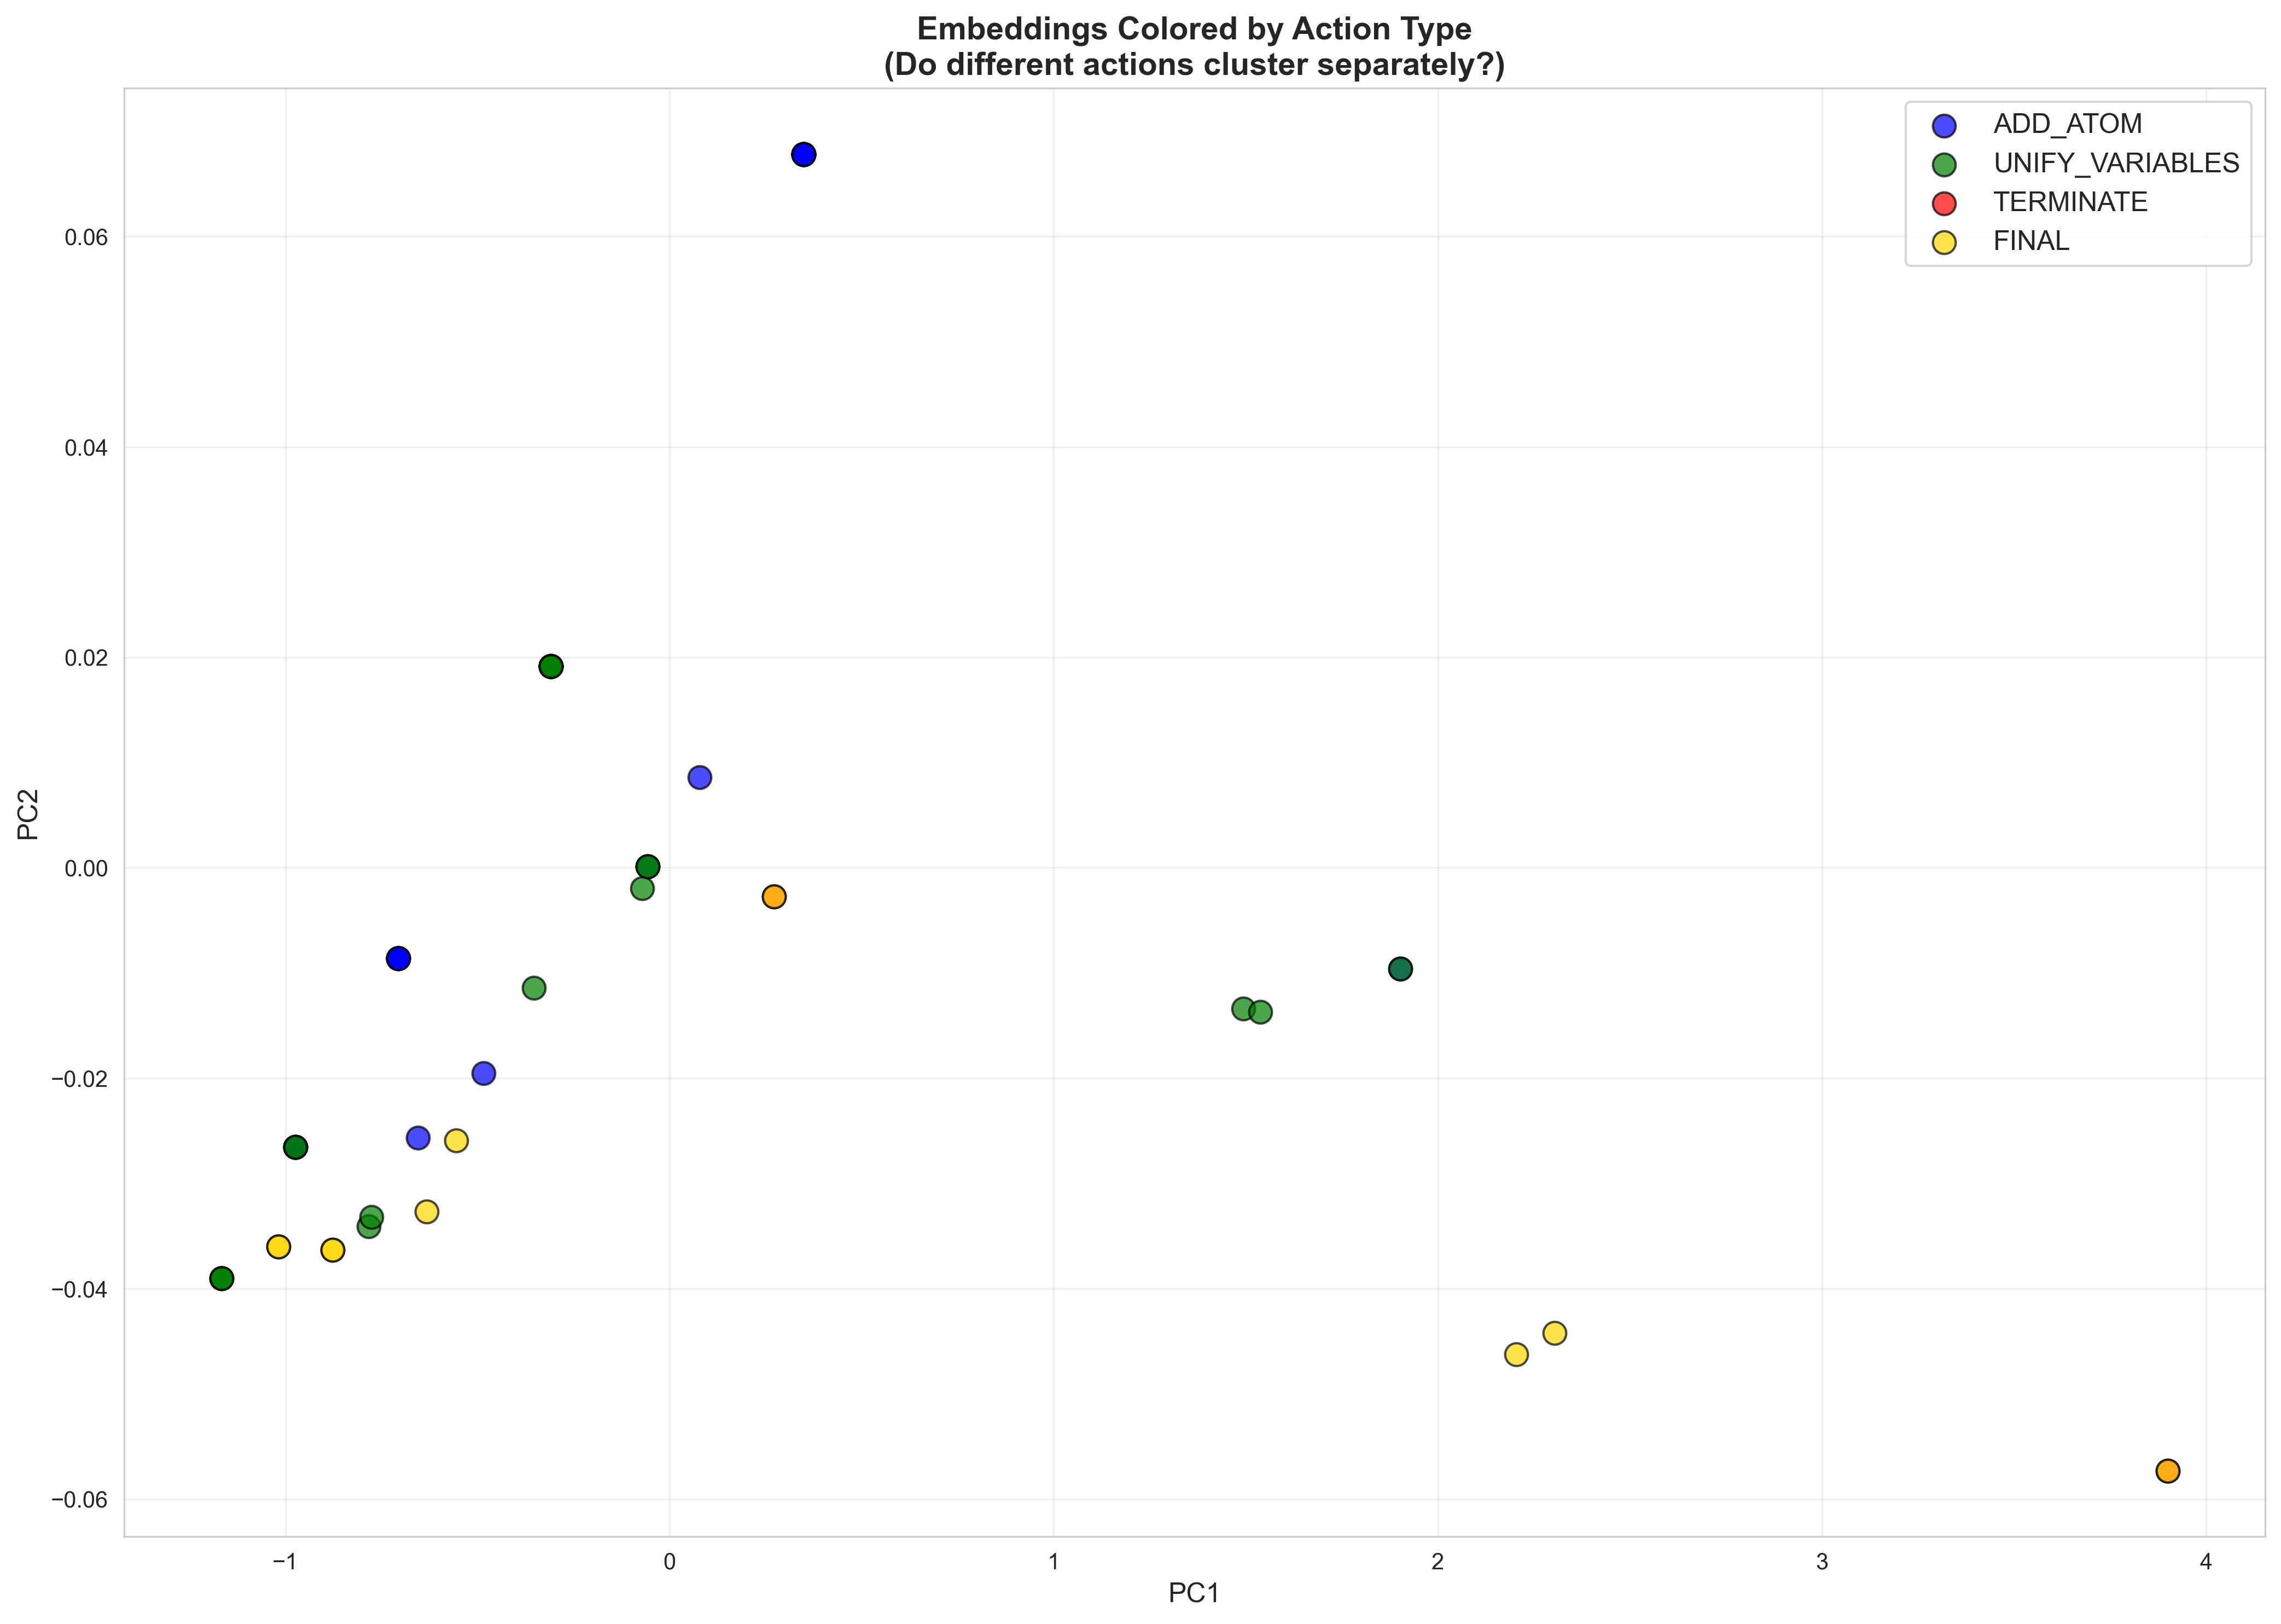 Embeddings Colored by Action Type
(Do different actions cluster separately?)
ADD_ATOM
UNIFY_VARIABLES
TERMINATE
FINAL
PC2
0.06
0.04
0.02
0.00
−0.02
−0.04
−0.06
−1
0
1
2
3
4
PC1